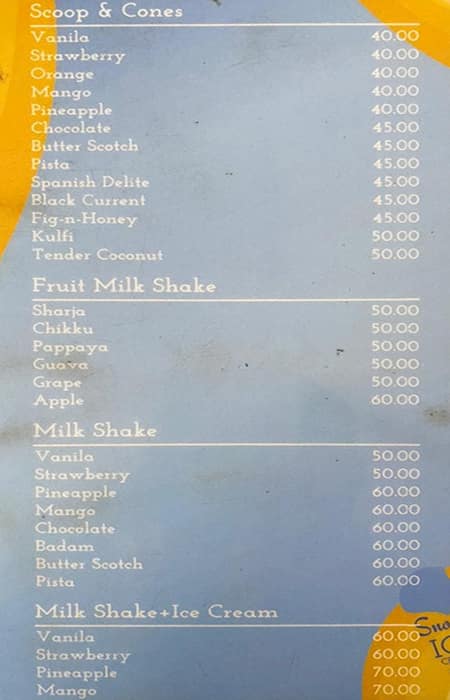 Scoop & Cones
Vanila 40.00
Strawberry 40.00
Orange 40.00
Mango 40.00
Pineapple 40.00
Chocolate 45.00
Butter Scotch 45.00
Pista 45.00
Spanish Delite 45.00
Black Current 45.00
Fig-n-Honey 45.00
Kulfi 50.00
Tender Coconut 50.00
Fruit Milk Shake
Sharja 50.00
Chikku 50.00
Pappaya 50.00
Guava 50.00
Grape 50.00
Apple 60.00
Milk Shake
Vanila 50.00
Strawberry 50.00
Pineapple 60.00
Mango 60.00
Chocolate 60.00
Badam 60.00
Butter Scotch 60.00
Pista 60.00
Milk Shake+Ice Cream
Vanila 60.00
Strawberry 60.00
Pineapple 70.00
Mango 70.00